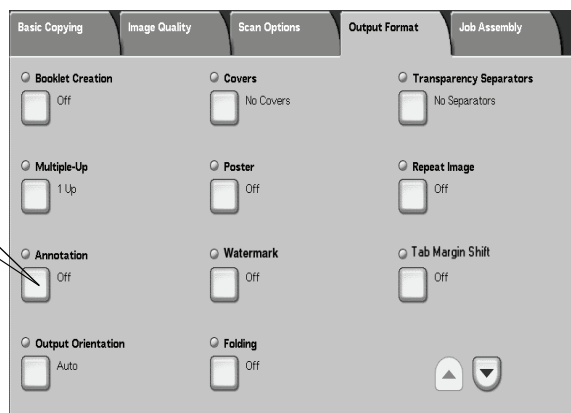 Basic Copying Image Quality Scan Options Output Format Job Assembly
Booklet Creation Covers Transparency Separators
Off No Covers No Separators
Multiple-Up Poster Repeat Image
1 Up Off Off
Annotation Watermark Tab Margin Shift
Off Off Off
Output Orientation Folding
Auto Off